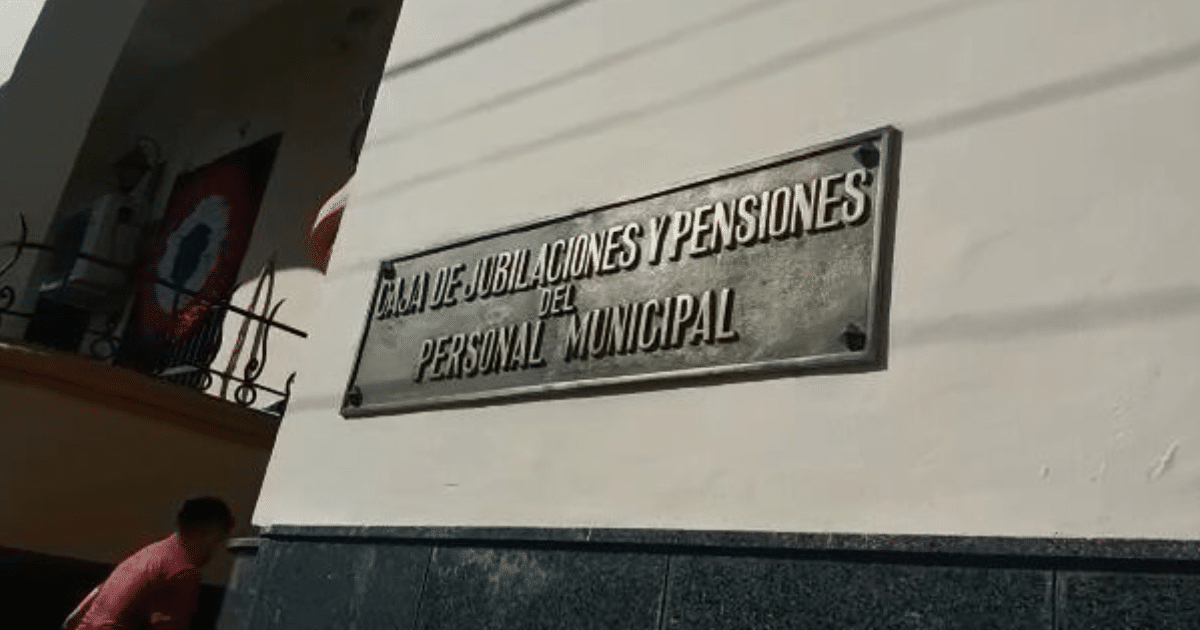 CAJA DE JUBILACIONES Y PENSIONES
DEL
PERSONAL MUNICIPAL